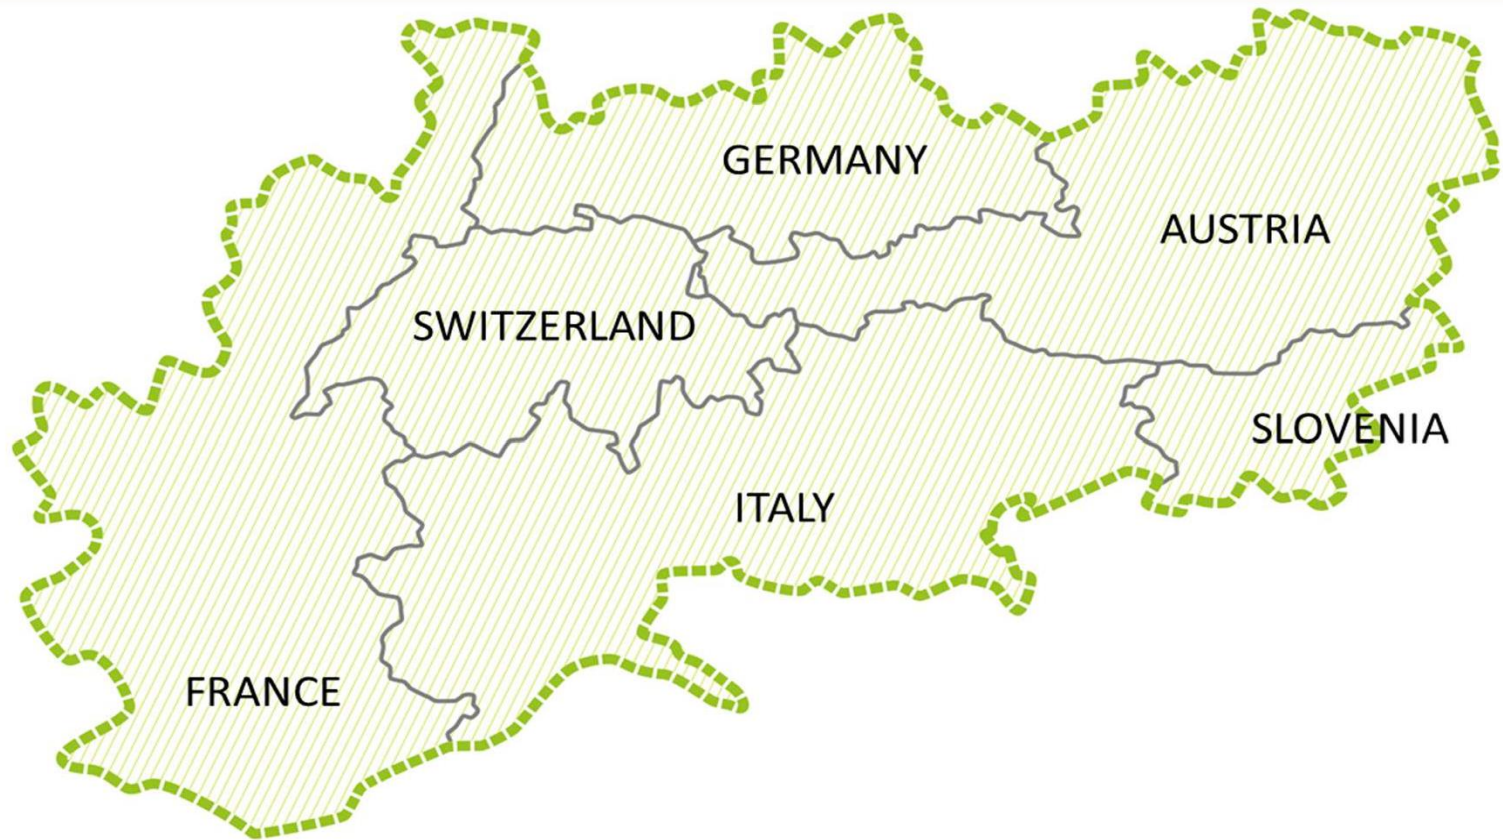 GERMANY
AUSTRIA
SWITZERLAND
SLOVENIA
ITALY
FRANCE